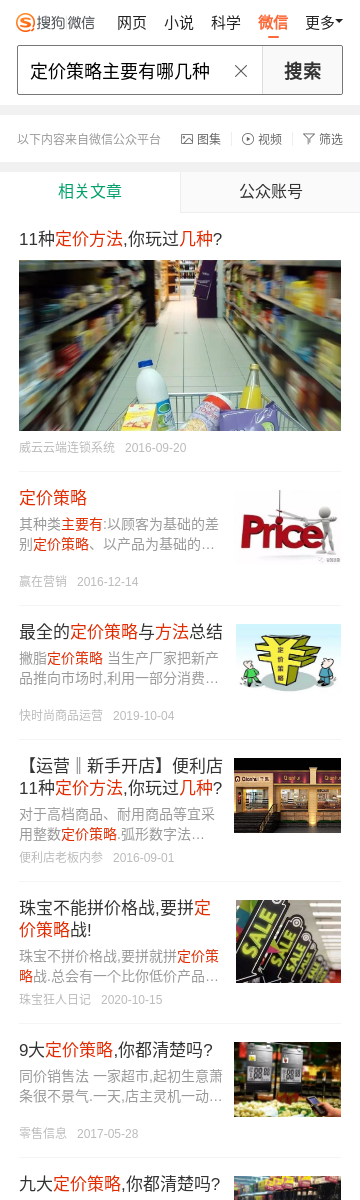 搜狗微信 网页 小说 科学 微信 更多
定价策略主要有哪几种 搜索
以下内容来自微信公众平台 图集 视频 筛选
相关文章 公众账号
11种定价方法,你玩过几种?
威云云端连锁系统 2016-09-20
定价策略
其种类主要有:以顾客为基础的差
别定价策略、以产品为基础的…
Price
赢在营销 2016-12-14
最全的定价策略与方法总结
撇脂定价策略 当生产厂家把新产
品推向市场时,利用一部分消费…
定价策略
快时尚商品运营 2019-10-04
【运营‖新手开店】便利店
11种定价方法,你玩过几种?
对于高档商品、耐用商品等宜采
用整数定价策略.弧形数字法…
便利店老板内参 2016-09-01
珠宝不能拼价格战,要拼定
价策略战!
珠宝不拼价格战,要拼就拼定价策
略战.总会有一个比你低价产品…
SALE SALE SALE
珠宝狂人日记 2020-10-15
9大定价策略,你都清楚吗?
同价销售法 一家超市,起初生意萧
条很不景气.一天,店主灵机一动…
零售信息 2017-05-28
九大定价策略,你都清楚吗?